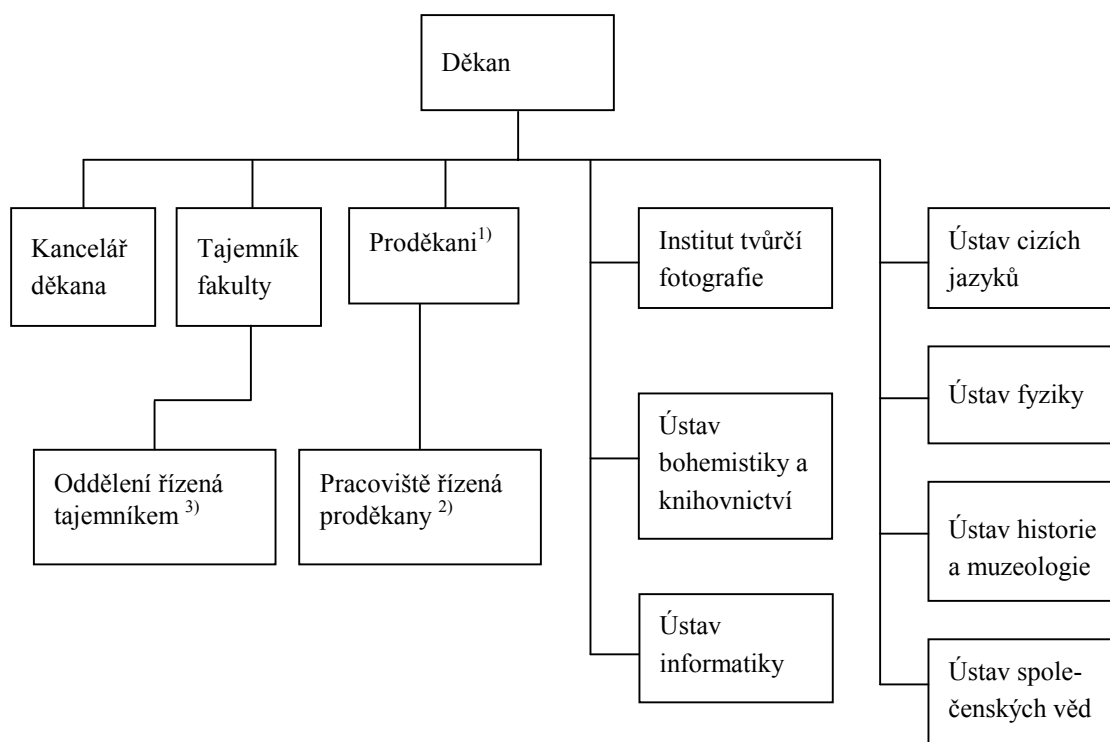 Děkan
Kancelář
děkana
Tajemník
fakulty
Proděkani1)
Institut tvůrčí
fotografie
Ústav cizích
jazyků
Ústav fyziky
Oddělení řízená
tajemníkem 3)
Pracoviště řízená
proděkany 2)
Ústav
bohemistiky a
knihovnictví
Ústav historie
a muzeologie
Ústav
informatiky
Ústav spole-
čenských věd